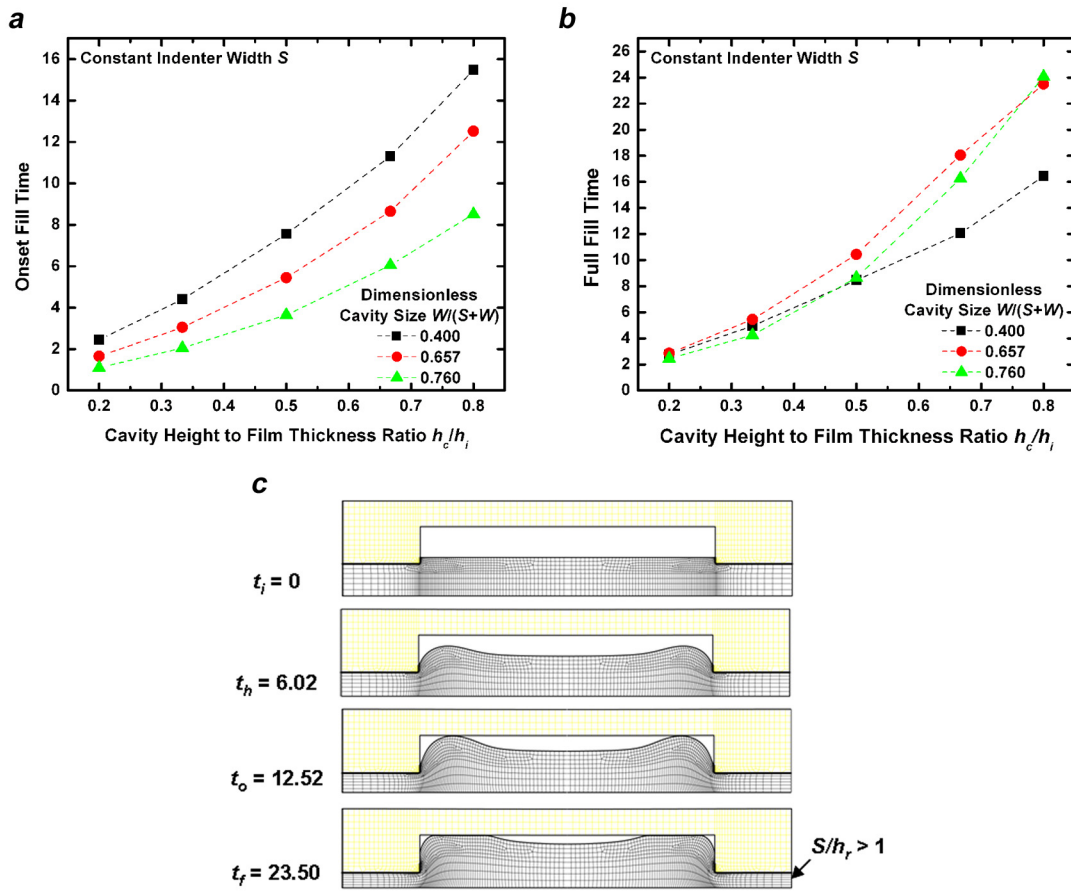 a
Constant Indenter Width S
Onset Fill Time
16
14
12
10
8
6
4
2
0
0.2 0.3 0.4 0.5 0.6 0.7 0.8
Cavity Height to Film Thickness Ratio hc/hi
Dimensionless
Cavity Size W/(S+W)
0.400
0.657
0.760
b
Constant Indenter Width S
Full Fill Time
26
24
22
20
18
16
14
12
10
8
6
4
2
0
0.2 0.3 0.4 0.5 0.6 0.7 0.8
Cavity Height to Film Thickness Ratio hc/hi
Dimensionless
Cavity Size W/(S+W)
0.400
0.657
0.760
c
ti = 0
th = 6.02
to = 12.52
tf = 23.50
S/hr > 1